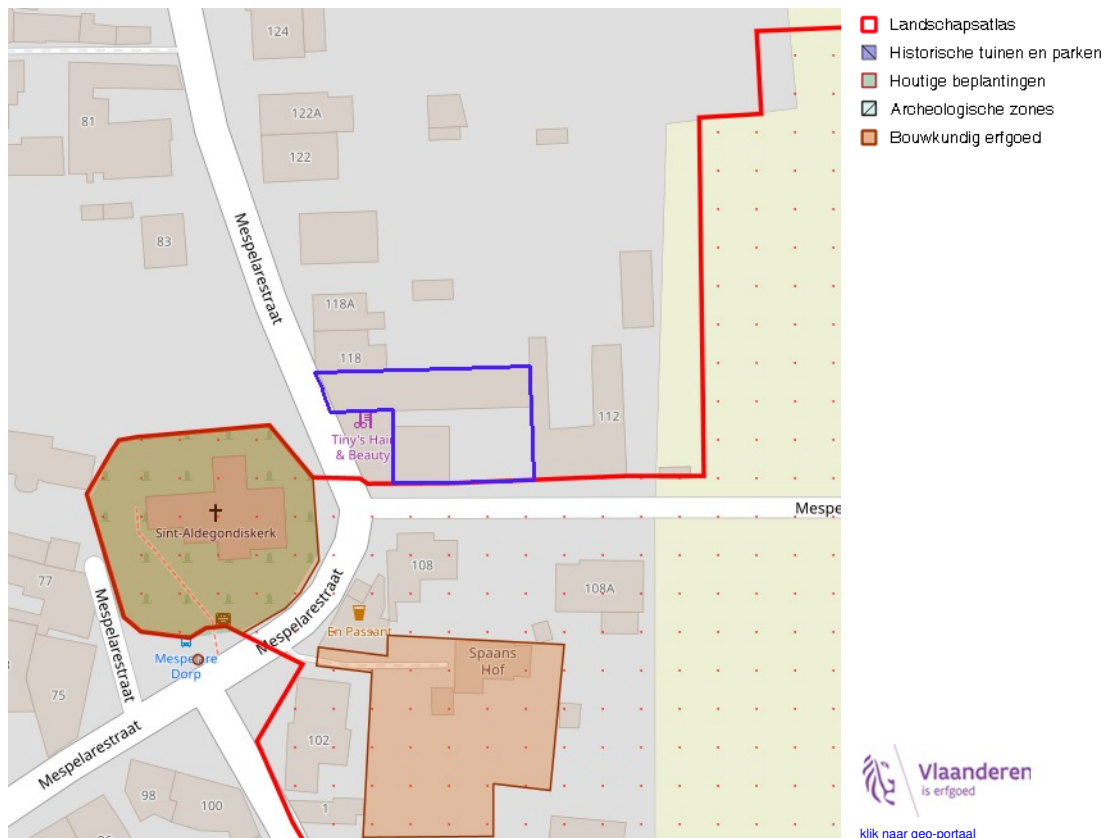 124
81
122A
122
83
Mespelarestraat
118A
118
112
Tiny's Hair
& Beauty
Sint-Aldegondiskerk
Mespe
77
Mespelarestraat
Mespelarestraat
108
108A
En Passant
Mespelare
Dorp
Spaans
Hof
75
102
Mespelarestraat
98
100
1
Landschapsatlas
Historische tuinen en parken
Houtige beplantingen
Archeologische zones
Bouwkundig erfgoed
Vlaanderen
is erfgoed
klik naar geo-portaal